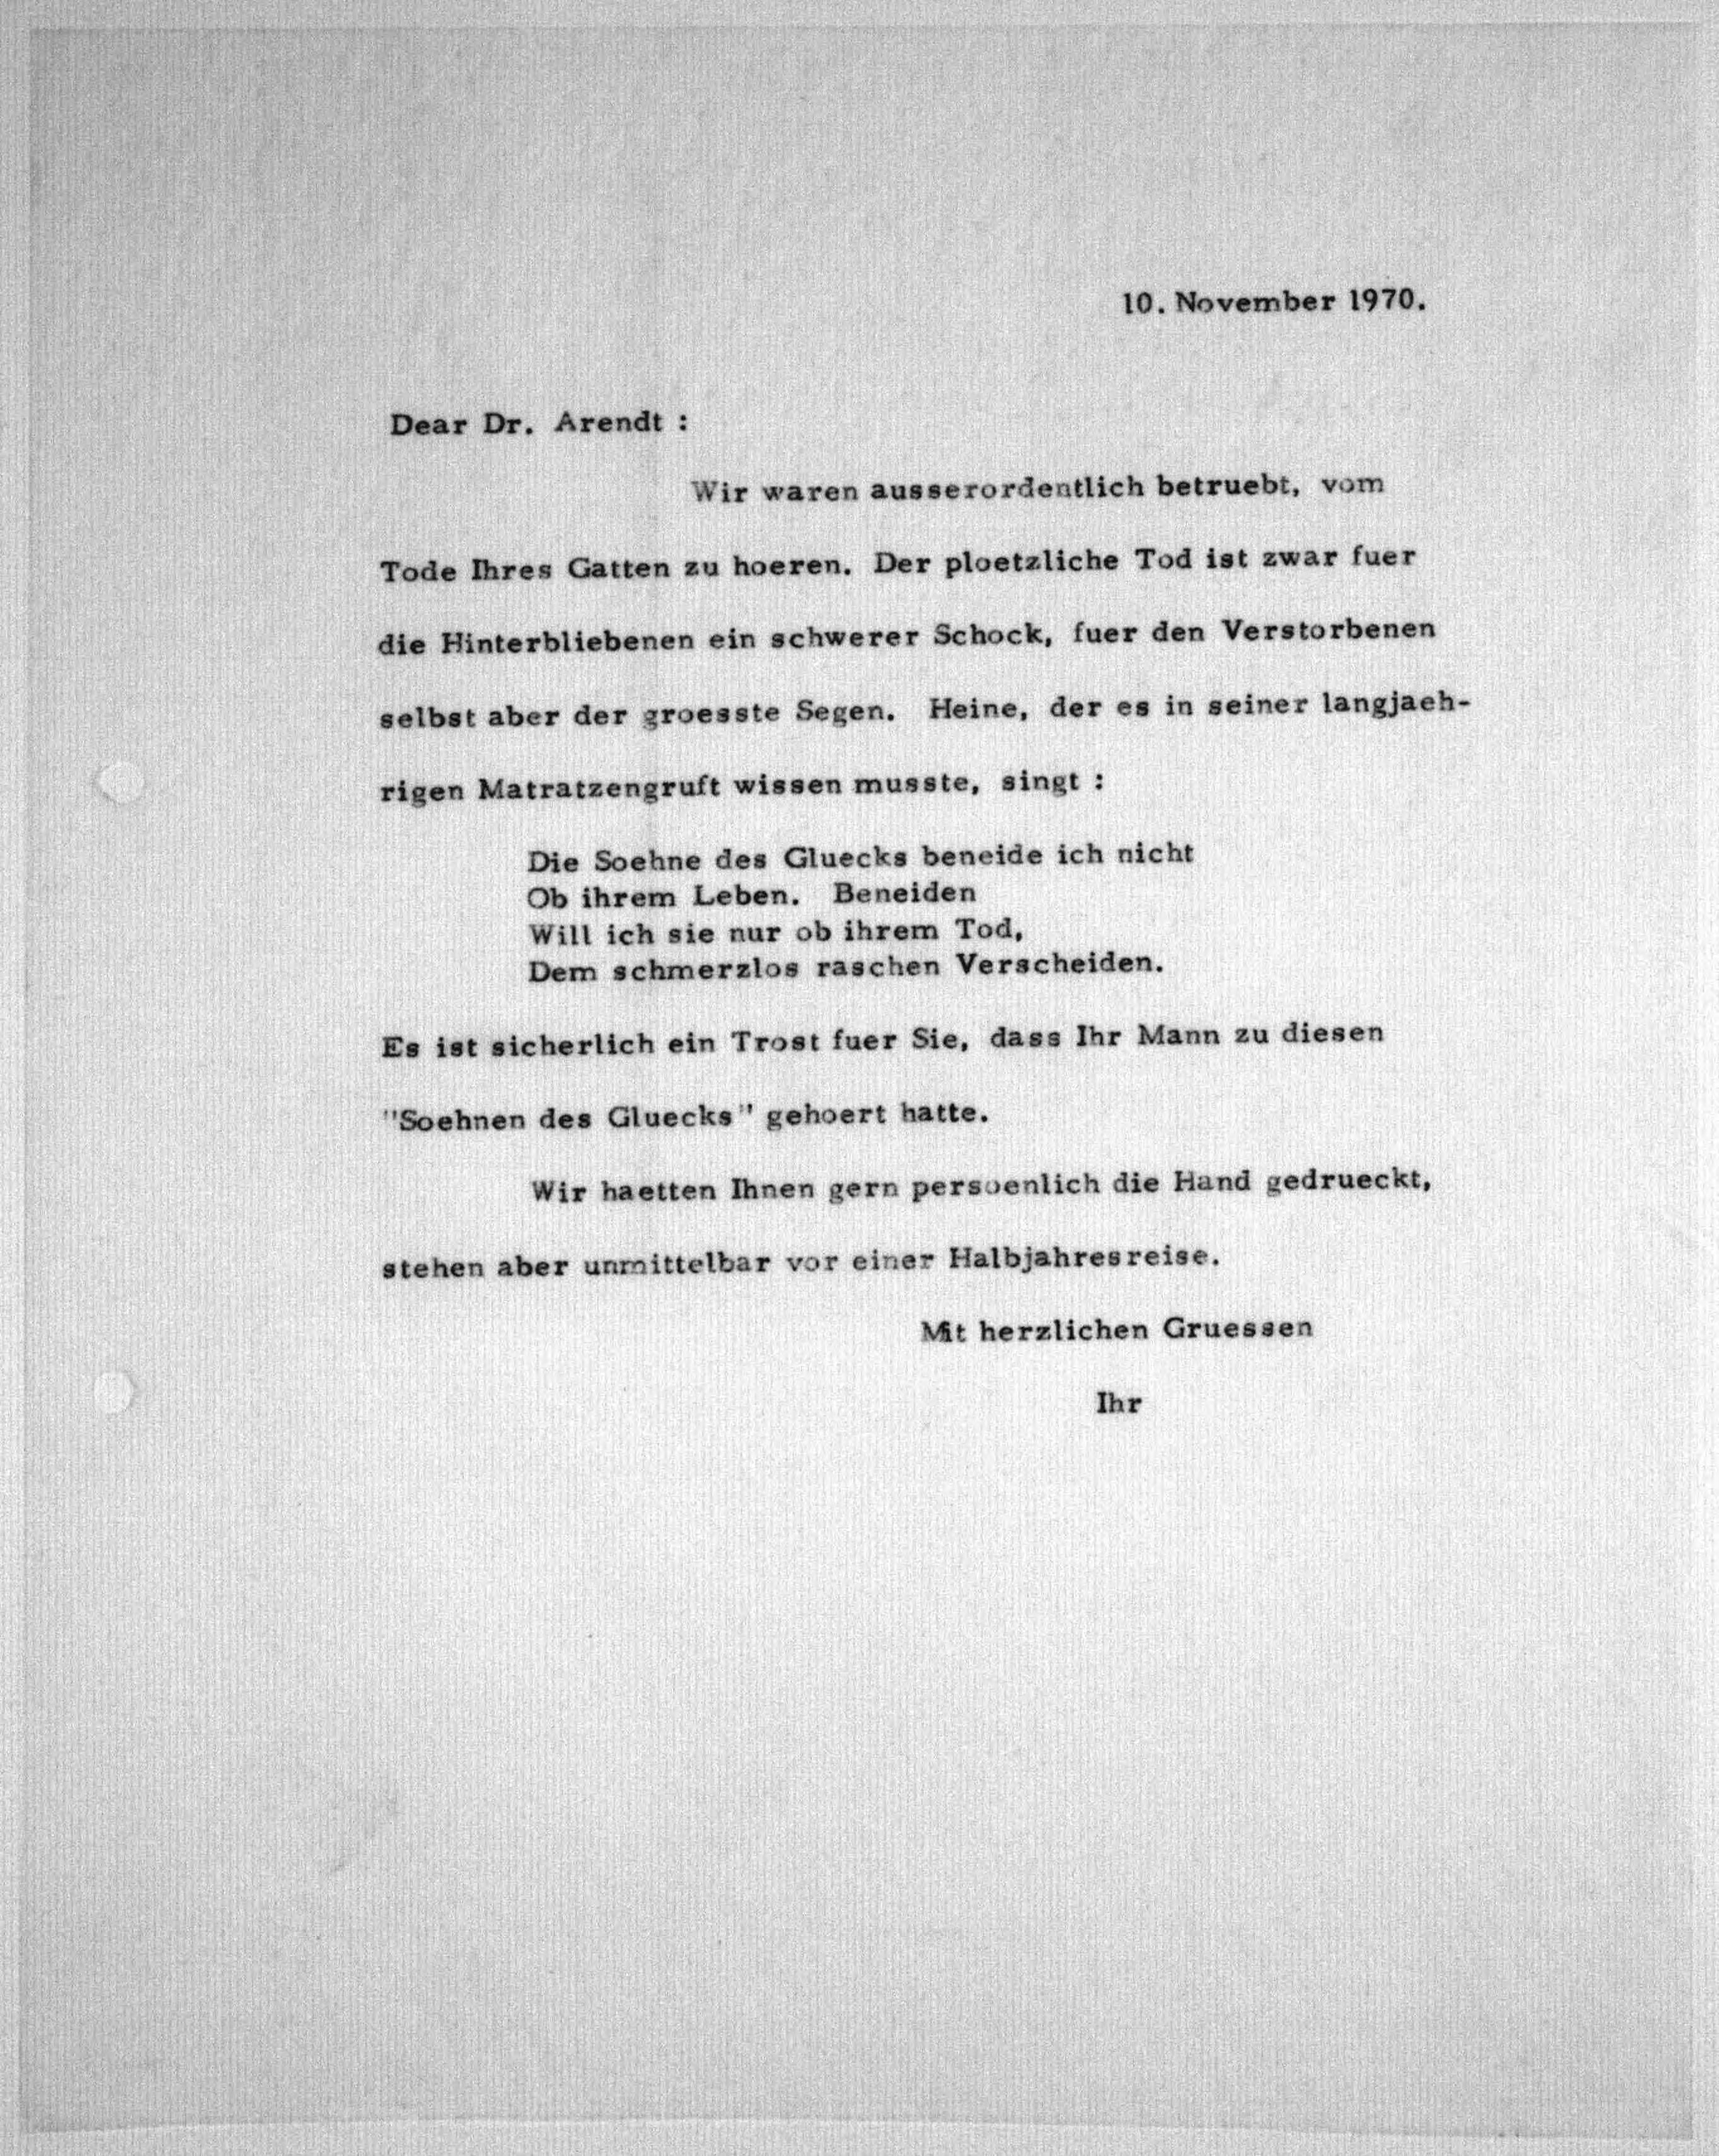 10. November 1970.
Dear Dr. Arendt :
Wir waren ausserordentlich betruebt, vom
Tode Ihres Gatten zu hoeren. Der ploetzliche Tod ist zwar fuer
die Hinterbliebenen ein schwerer Schock, fuer den Verstorbenen
selbst aber der groesste Segen. Heine, der es in seiner langjaeh-
rigen Matratzengruft wissen musste, singt :
Die Soehne des Gluecks beneide ich nicht
Ob ihrem Leben. Beneiden
Will ich sie nur ob ihrem Tod,
Dem schmerzlos raschen Verscheiden.
Es ist sicherlich ein Trost fuer Sie, dass Ihr Mann zu diesen
"Soehnen des Gluecks" gehoert hatte.
Wir haetten Ihnen gern persoenlich die Hand gedrueckt,
stehen aber unmittelbar vor einer Halbjahresreise.
Mit herzlichen Gruessen
Ihr